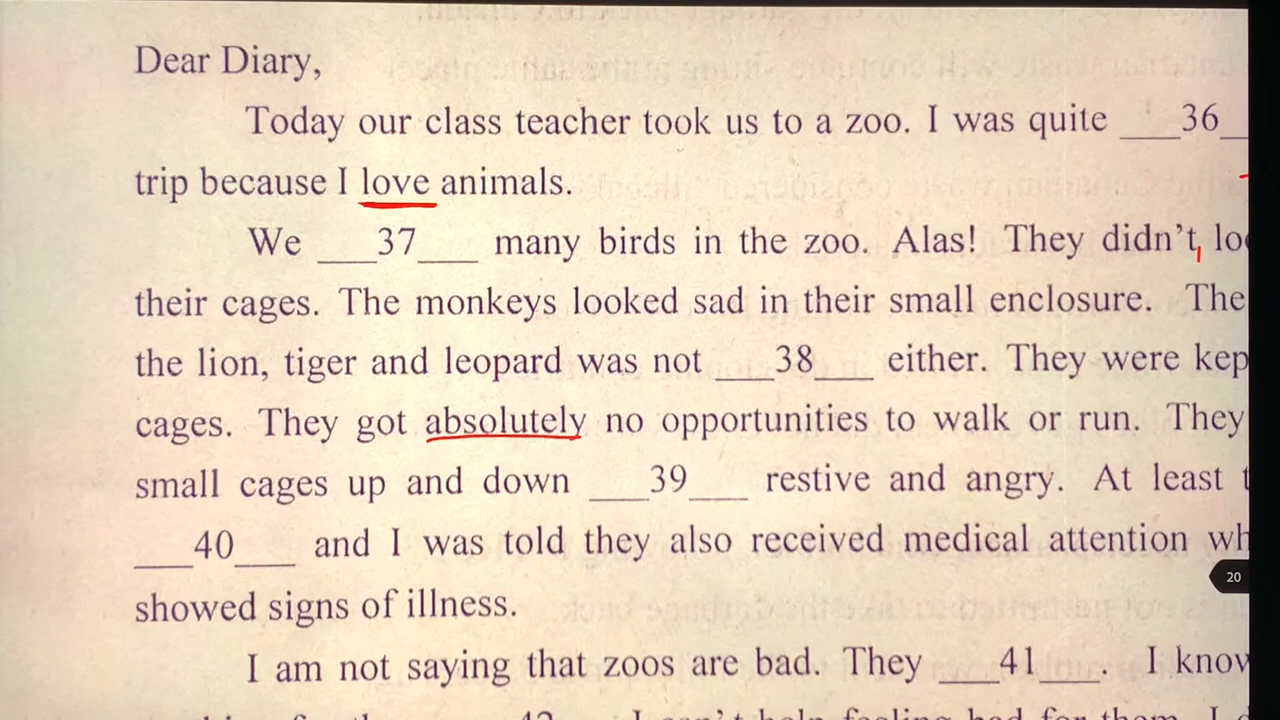 Dear Diary,
Today our class teacher took us to a zoo. I was quite ___36__
trip because I love animals.
We ___37___ many birds in the zoo. Alas! They didn't
their cages. The monkeys looked sad in their small enclosure. The
the lion, tiger and leopard was not ___38___ either. They were
cages. They got absolutely no opportunities to walk or run. They
small cages up and down ___39___ restive and angry. At least
___40___ and I was told they also received medical attention
20
showed signs of illness.
I am not saying that zoos are bad. They ___41___. I